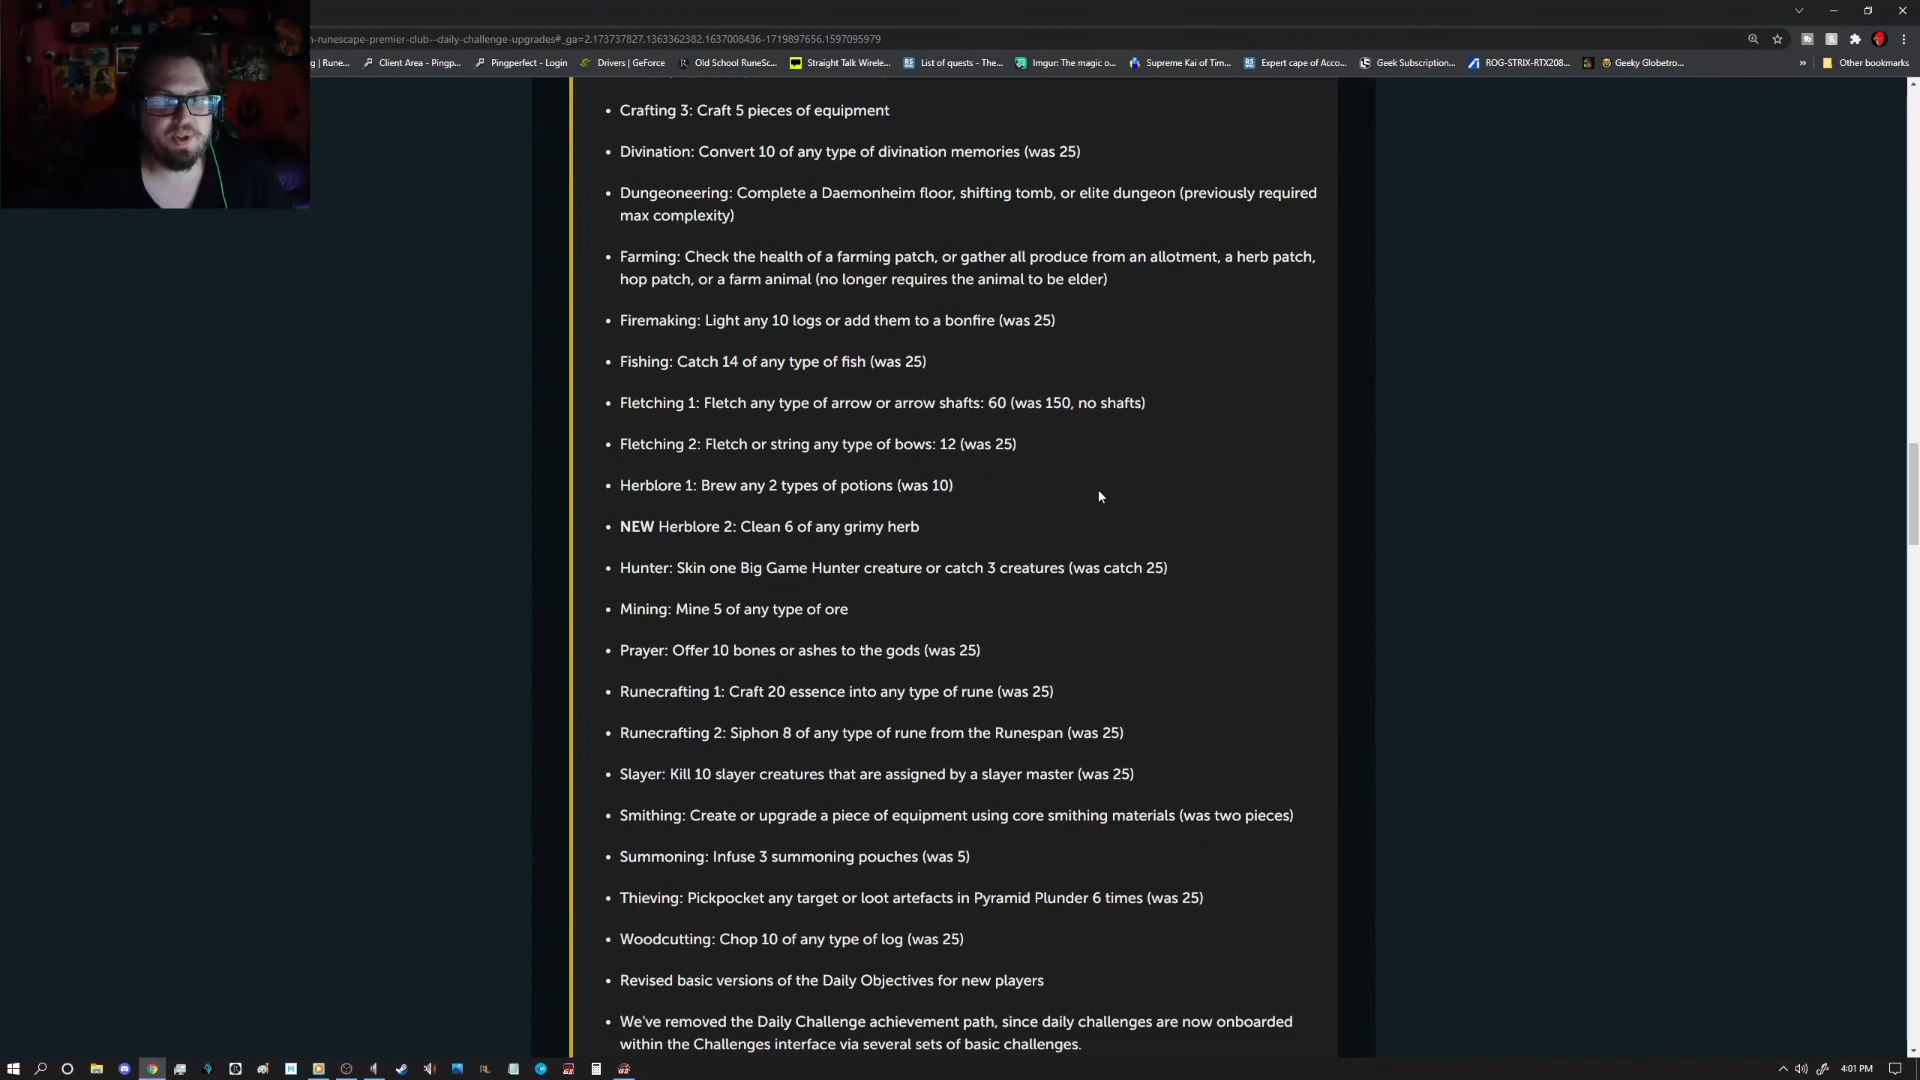 n-runescape-premier-club--daily-challenge-upgrades#_ga=2.173737827.1363362382.1637008436-1719897656.1597095979
g | Rune... Client Area - Pingp... Pingperfect - Login Drivers | GeForce Old School RuneSc... Straight Talk Wirele... List of quests - The... Imgur: The magic o... Supreme Kai of Tim... Expert cape of Acco... Geek Subscription... ROG-STRIX-RTX208... Geeky Globetro... » Other bookmarks
• Crafting 3: Craft 5 pieces of equipment
• Divination: Convert 10 of any type of divination memories (was 25)
• Dungeoneering: Complete a Daemonheim floor, shifting tomb, or elite dungeon (previously required
max complexity)
• Farming: Check the health of a farming patch, or gather all produce from an allotment, a herb patch,
hop patch, or a farm animal (no longer requires the animal to be elder)
• Firemaking: Light any 10 logs or add them to a bonfire (was 25)
• Fishing: Catch 14 of any type of fish (was 25)
• Fletching 1: Fletch any type of arrow or arrow shafts: 60 (was 150, no shafts)
• Fletching 2: Fletch or string any type of bows: 12 (was 25)
• Herblore 1: Brew any 2 types of potions (was 10)
• NEW Herblore 2: Clean 6 of any grimy herb
• Hunter: Skin one Big Game Hunter creature or catch 3 creatures (was catch 25)
• Mining: Mine 5 of any type of ore
• Prayer: Offer 10 bones or ashes to the gods (was 25)
• Runecrafting 1: Craft 20 essence into any type of rune (was 25)
• Runecrafting 2: Siphon 8 of any type of rune from the Runespan (was 25)
• Slayer: Kill 10 slayer creatures that are assigned by a slayer master (was 25)
• Smithing: Create or upgrade a piece of equipment using core smithing materials (was two pieces)
• Summoning: Infuse 3 summoning pouches (was 5)
• Thieving: Pickpocket any target or loot artefacts in Pyramid Plunder 6 times (was 25)
• Woodcutting: Chop 10 of any type of log (was 25)
• Revised basic versions of the Daily Objectives for new players
• We've removed the Daily Challenge achievement path, since daily challenges are now onboarded
within the Challenges interface via several sets of basic challenges.
4:01 PM